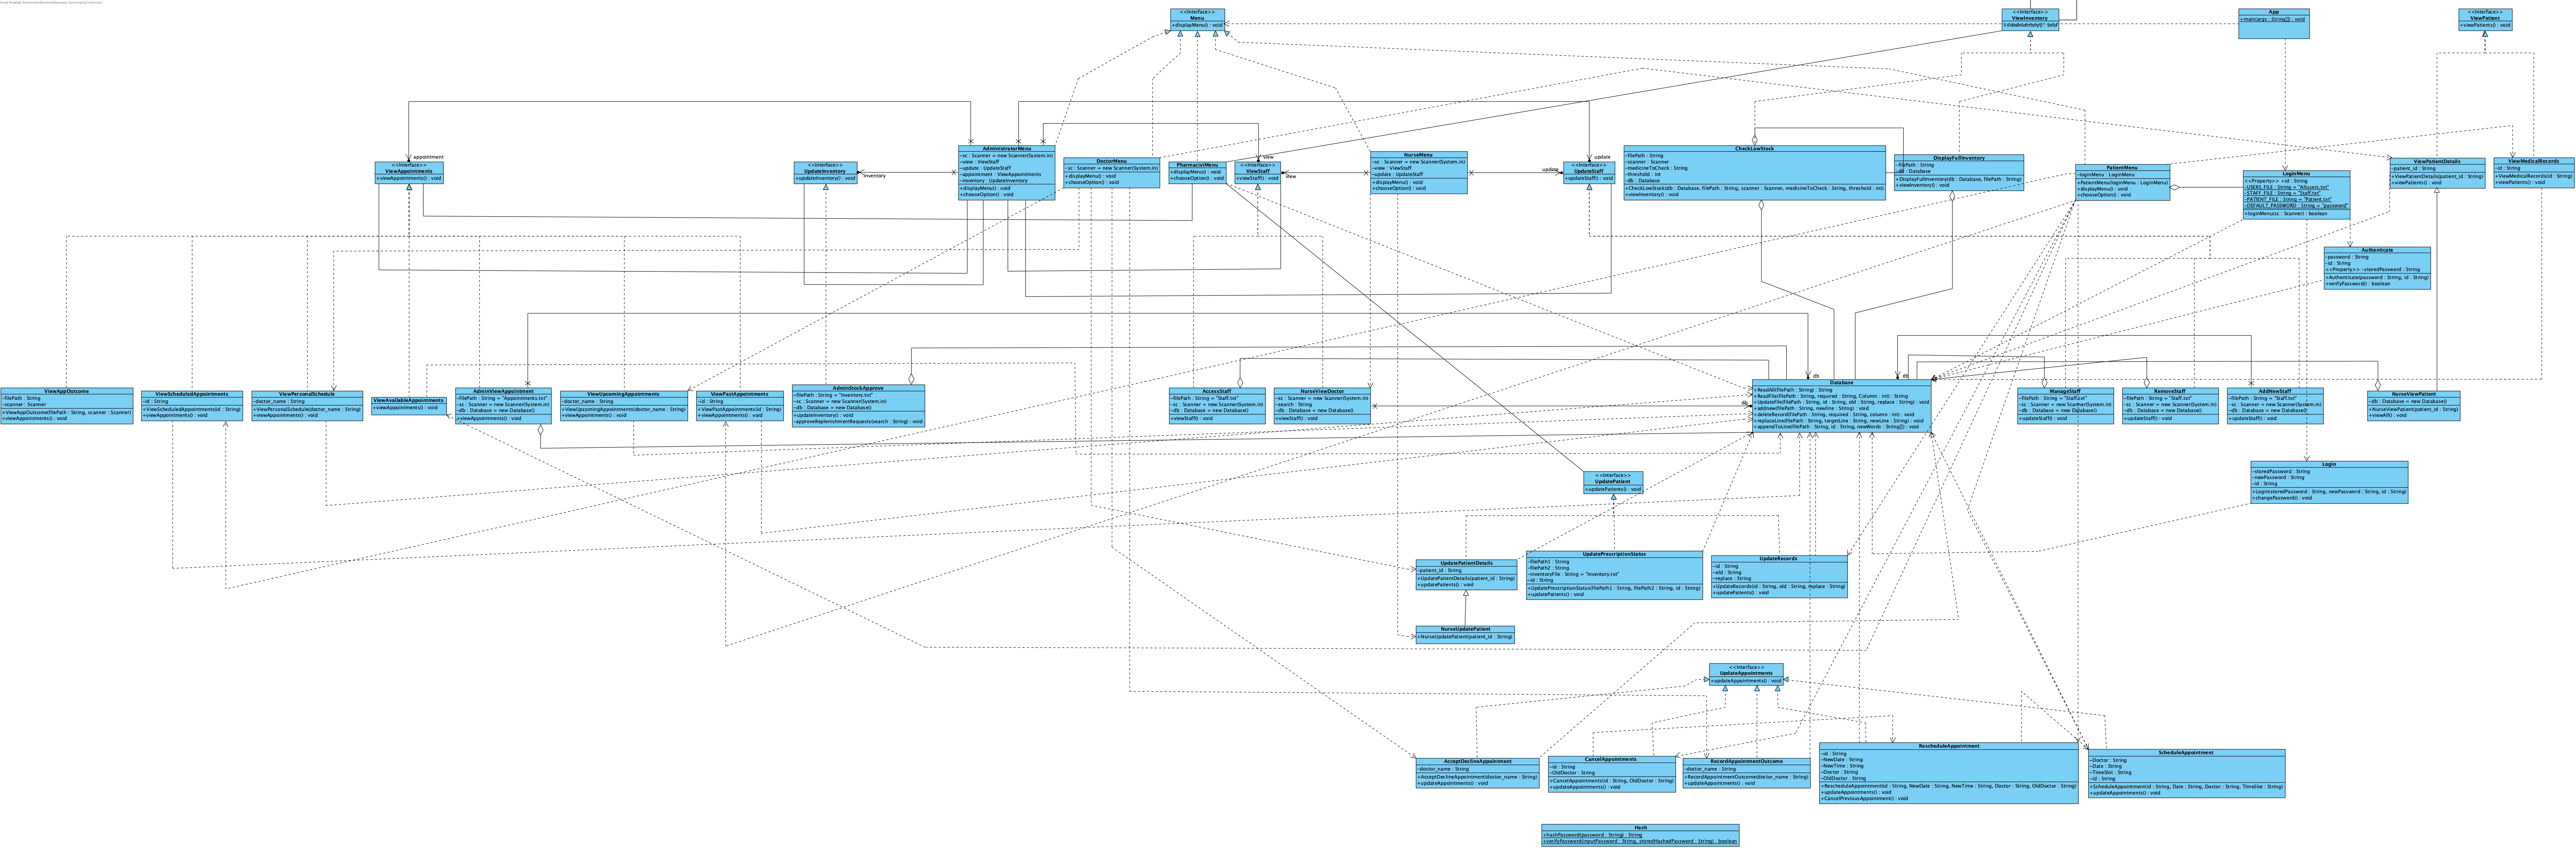 <<Interface>>
Menu
+displayMenu() : void
<<Interface>>
ViewInventory
+viewInventory() : void
App
+main(args : String[]) : void
<<Interface>>
ViewPatient
+viewPatients() : void
<<Interface>>
ViewAppointments
+viewAppointments() : void
appointment
<<Interface>>
UpdateInventory
+updateInventory() : void
inventory
AdministratorMenu
-sc : Scanner = new Scanner(System.in)
-view : ViewStaff
-update : UpdateStaff
-appointment : ViewAppointments
-inventory : UpdateInventory
+displayMenu() : void
+chooseOption() : void
DoctorMenu
-sc : Scanner = new Scanner(System.in)
+displayMenu() : void
+chooseOption() : void
PharmacistMenu
+displayMenu() : void
+chooseOption() : void
<<Interface>>
ViewStaff
+viewStaff() : void
view
view
NurseMenu
-sc : Scanner = new Scanner(System.in)
-view : ViewStaff
-update : UpdateStaff
+displayMenu() : void
+chooseOption() : void
<<Interface>>
UpdateStaff
+updateStaff() : void
update
update
CheckLowStock
-filePath : String
-scanner : Scanner
-medicineToCheck : String
-threshold : int
-db : Database
+CheckLowStock(db : Database, filePath : String, scanner : Scanner, medicineToCheck : String, threshold : int)
+viewInventory() : void
DisplayFullInventory
-filePath : String
-db : Database
+DisplayFullInventory(db : Database, filePath : String)
+viewInventory() : void
PatientMenu
-loginMenu : LoginMenu
+PatientMenu(loginMenu : LoginMenu)
+displayMenu() : void
+chooseOption() : void
LoginMenu
<<Property>> +id : String
-USERS_FILE : String = "Allusers.txt"
-STAFF_FILE : String = "Staff.txt"
-PATIENT_FILE : String = "Patient.txt"
-DEFAULT_PASSWORD : String = "password"
+loginMenu(sc : Scanner) : boolean
ViewPatientDetails
-patient_id : String
+ViewPatientDetails(patient_id : String)
+viewPatients() : void
ViewMedicalRecords
-id : String
+ViewMedicalRecords(id : String)
+viewPatients() : void
Authenticate
-password : String
-id : String
<<Property>> -storedPassword : String
+Authenticate(password : String, id : String)
+verifyPassword() : boolean
ViewAppOutcome
-filePath : String
-scanner : Scanner
+ViewAppOutcome(filePath : String, scanner : Scanner)
+viewAppointments() : void
ViewScheduledAppointments
-id : String
+ViewScheduledAppointments(id : String)
+viewAppointments() : void
ViewPersonalSchedule
-doctor_name : String
+ViewPersonalSchedule(doctor_name : String)
+viewAppointments() : void
ViewAvailableAppointments
+viewAppointments() : void
AdminViewAppointment
-filePath : String = "Appointments.txt"
-sc : Scanner = new Scanner(System.in)
-db : Database = new Database()
+viewAppointments() : void
ViewUpcomingAppointments
-doctor_name : String
+ViewUpcomingAppointments(doctor_name : String)
+viewAppointments() : void
ViewPastAppointments
-id : String
+ViewPastAppointments(id : String)
+viewAppointments() : void
AdminStockApprove
-filePath : String = "Inventory.txt"
-sc : Scanner = new Scanner(System.in)
-db : Database = new Database()
+updateInventory() : void
-approveReplenishmentRequests(search : String) : void
AccessStaff
-filePath : String = "Staff.txt"
-sc : Scanner = new Scanner(System.in)
-db : Database = new Database()
+viewStaff() : void
NurseViewDoctor
-sc : Scanner = new Scanner(System.in)
-search : String
-db : Database = new Database()
+viewStaff() : void
db
db
db
Database
+ReadAll(filePath : String) : String
+ReadFile(filePath : String, required : String, Column : int) : String
+UpdateFile(filePath : String, id : String, old : String, replace : String) : void
+addnew(filePath : String, newline : String) : void
+deleteRecord(filePath : String, required : String, column : int) : void
+replaceLine(filePath : String, targetLine : String, newLine : String) : void
+appendToLine(filePath : String, id : String, newWords : String[]) : void
ManageStaff
-filePath : String = "Staff.txt"
-sc : Scanner = new Scanner(System.in)
-db : Database = new Database()
+updateStaff() : void
RemoveStaff
-filePath : String = "Staff.txt"
-sc : Scanner = new Scanner(System.in)
-db : Database = new Database()
+updateStaff() : void
AddNewStaff
-filePath : String = "Staff.txt"
-sc : Scanner = new Scanner(System.in)
-db : Database = new Database()
+updateStaff() : void
NurseViewPatient
-db : Database = new Database()
+NurseViewPatient(patient_id : String)
+viewAll() : void
Login
-storedPassword : String
-newPassword : String
-id : String
+Login(storedPassword : String, newPassword : String, id : String)
+changePassword() : void
<<Interface>>
UpdatePatient
+updatePatients() : void
UpdatePatientDetails
-patient_id : String
+UpdatePatientDetails(patient_id : String)
+updatePatients() : void
UpdatePrescriptionStatus
-filePath1 : String
-filePath2 : String
-inventoryFile : String = "Inventory.txt"
-id : String
+UpdatePrescriptionStatus(filePath1 : String, filePath2 : String, id : String)
+updatePatients() : void
UpdateRecords
-id : String
-old : String
-replace : String
+UpdateRecords(id : String, old : String, replace : String)
+updatePatients() : void
NurseUpdatePatient
+NurseUpdatePatient(patient_id : String)
<<Interface>>
UpdateAppointments
+updateAppointments() : void
AcceptDeclineAppointment
-doctor_name : String
+AcceptDeclineAppointment(doctor_name : String)
+updateAppointments() : void
CancelAppointments
-id : String
-OldDoctor : String
+CancelAppointments(id : String, OldDoctor : String)
+updateAppointments() : void
RecordAppointmentOutcome
-doctor_name : String
+RecordAppointmentOutcome(doctor_name : String)
+updateAppointments() : void
RescheduleAppointment
-id : String
-NewDate : String
-NewTime : String
-Doctor : String
-OldDoctor : String
+RescheduleAppointment(id : String, NewDate : String, NewTime : String, Doctor : String, OldDoctor : String)
+updateAppointments() : void
+CancelPreviousAppointment() : void
ScheduleAppointment
-Doctor : String
-Date : String
-TimeSlot : String
-id : String
+ScheduleAppointment(id : String, Date : String, Doctor : String, TimeSlot : String)
+updateAppointments() : void
Hash
+hashPassword(password : String) : String
+verifyPassword(inputPassword : String, storedHashedPassword : String) : boolean